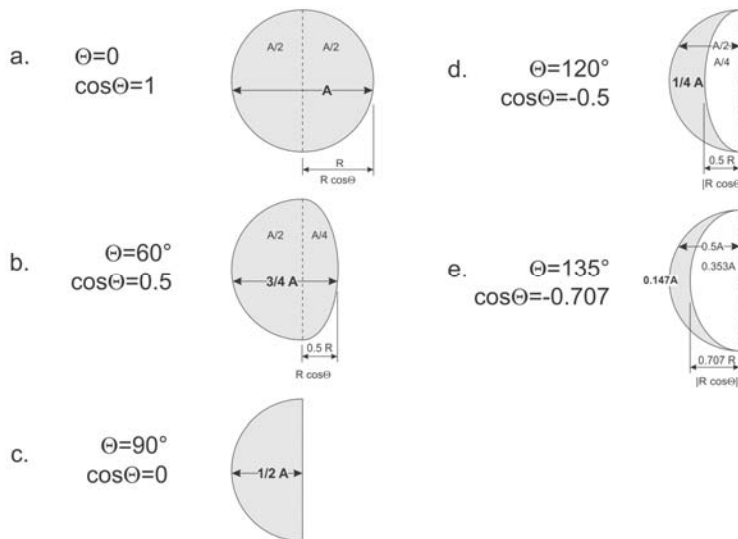 a.
Θ=0
cosΘ=1
A/2
A/2
A
R
R cosΘ
b.
Θ=60°
cosΘ=0.5
A/2
A/4
3/4 A
0.5 R
R cosΘ
c.
Θ=90°
cosΘ=0
1/2 A
d.
Θ=120°
cosΘ=-0.5
A/2
A/4
1/4 A
0.5 R
|R cosΘ|
e.
Θ=135°
cosΘ=-0.707
0.5A
0.353A
0.147A
0.707 R
|R cosΘ|